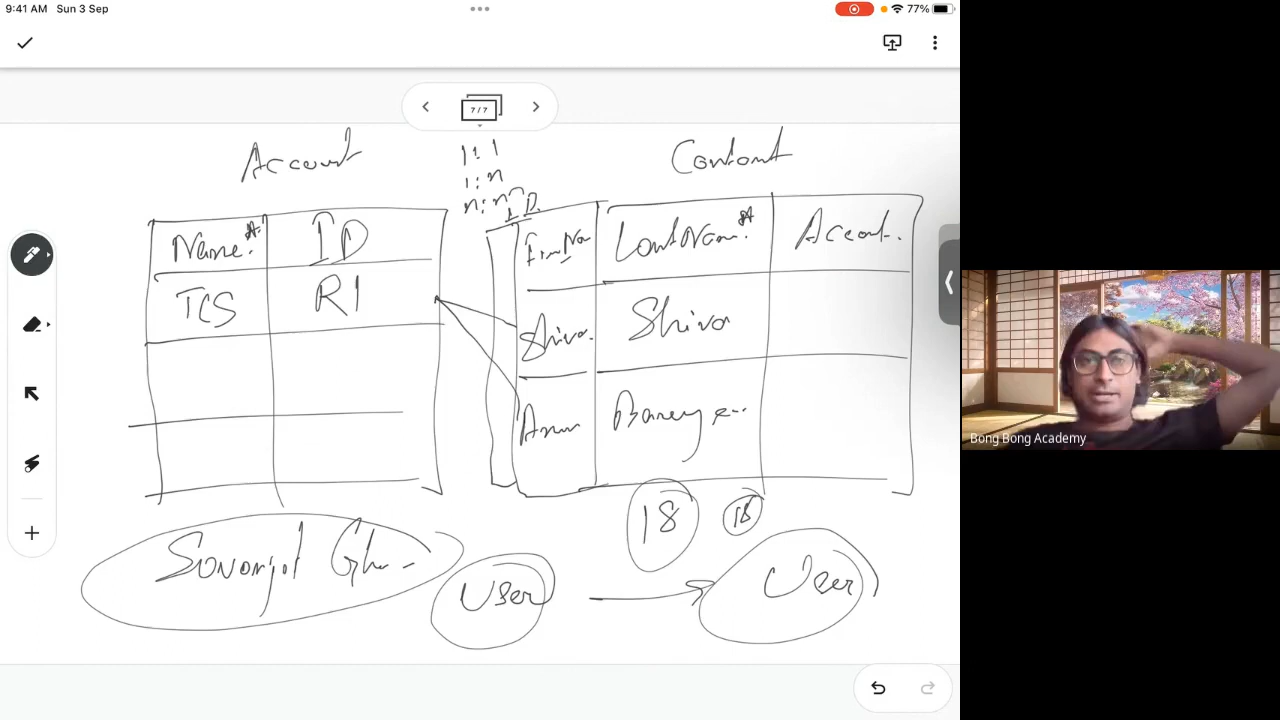 9:41 AM Sun 3 Sep
77%
7/7
Account
1:1
1:n
n:n
Contact
ID
Name*
ID
LastName*
Account.
TCS
R1
Shiva
Shiva
18
18
User
User
Bong Bong Academy